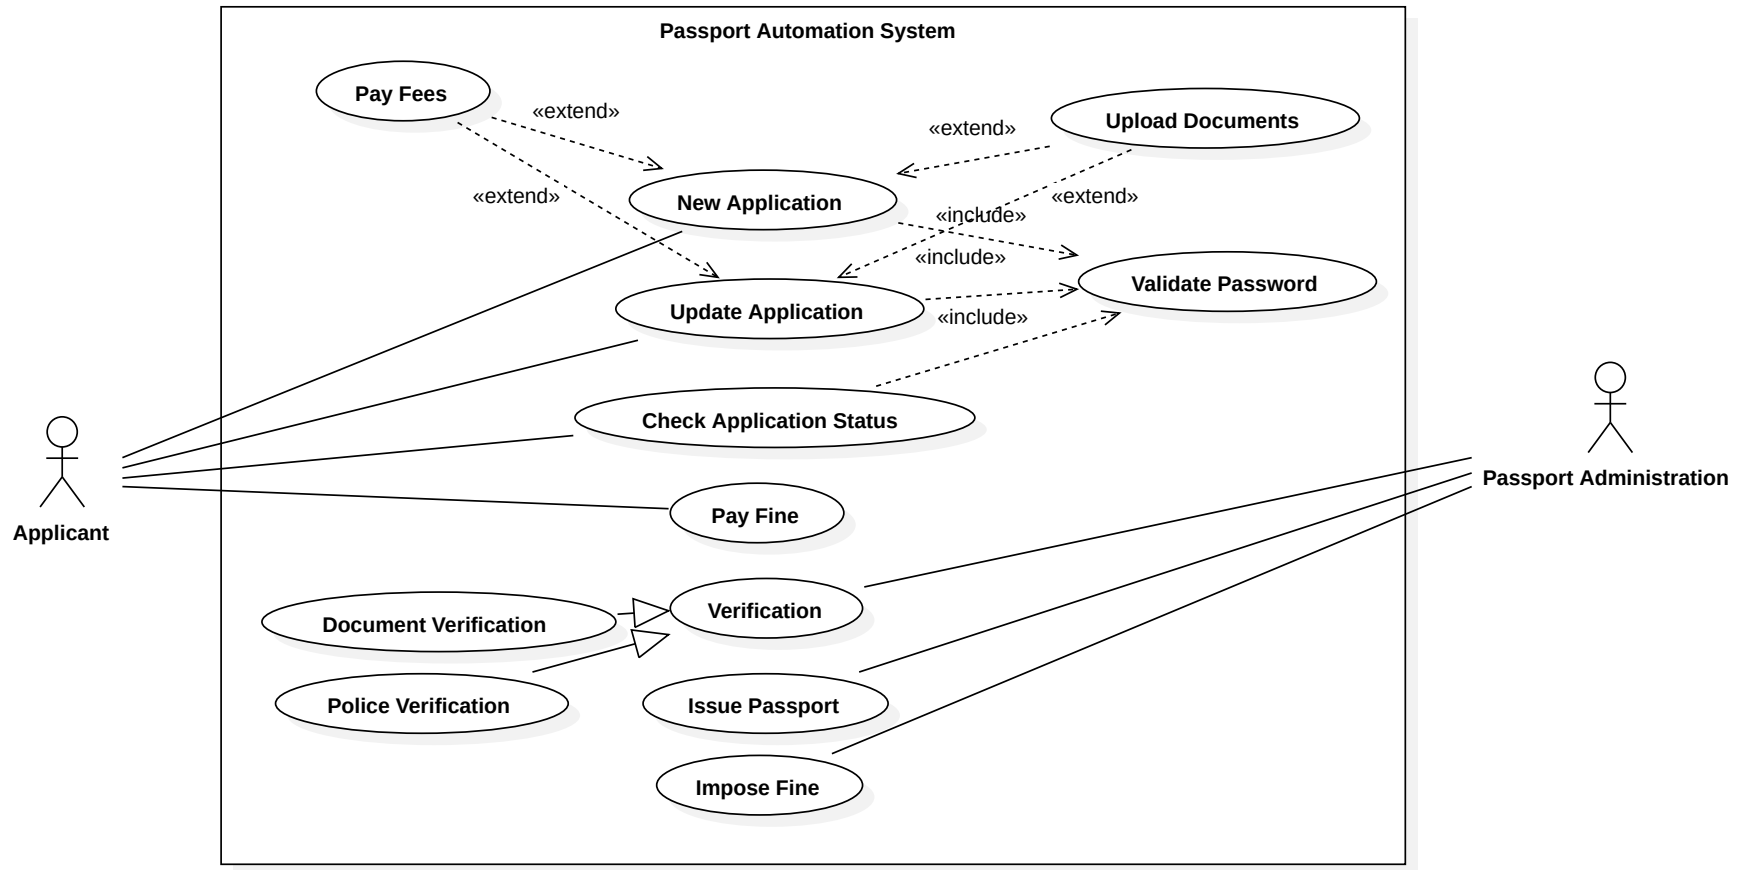 Passport Automation System
Pay Fees
«extend»
Upload Documents
«extend»
«extend»
New Application
«include»
«extend»
«include»
Validate Password
Update Application
«include»
Check Application Status
Passport Administration
Pay Fine
Applicant
Verification
Document Verification
Police Verification
Issue Passport
Impose Fine